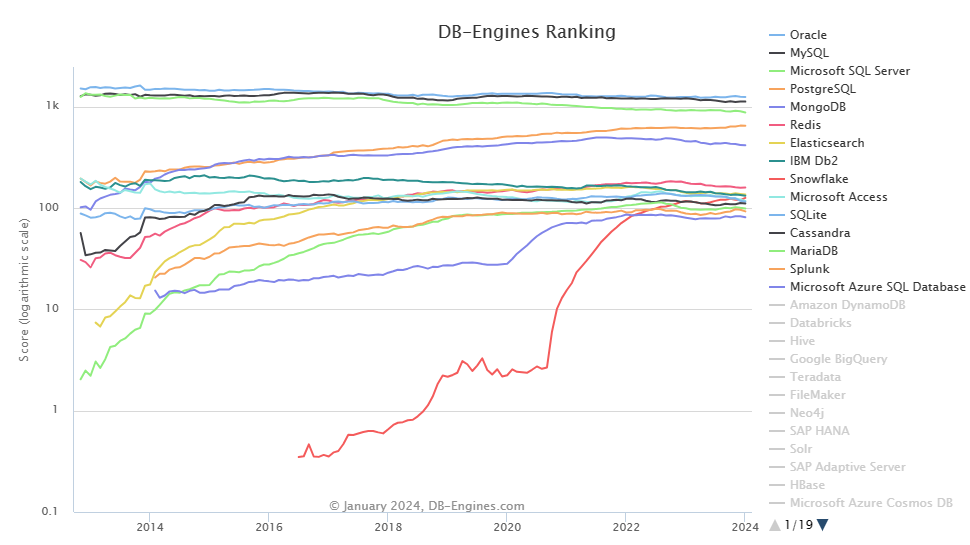 DB-Engines Ranking
Score (logarithmic scale)
1k
100
10
1
0.1
2014
2016
2018
2020
2022
2024
© January 2024, DB-Engines.com
Oracle
MySQL
Microsoft SQL Server
PostgreSQL
MongoDB
Redis
Elasticsearch
IBM Db2
Snowflake
Microsoft Access
SQLite
Cassandra
MariaDB
Splunk
Microsoft Azure SQL Database
Amazon DynamoDB
Databricks
Hive
Google BigQuery
Teradata
FileMaker
Neo4j
SAP HANA
Solr
SAP Adaptive Server
HBase
Microsoft Azure Cosmos DB
1/19